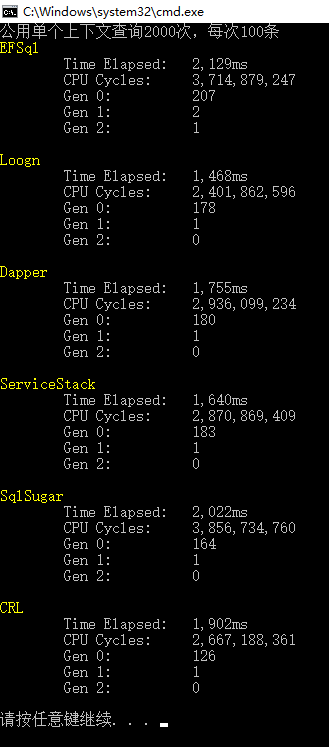 C:\Windows\system32\cmd.exe
公用单个上下文查询2000次，每次100条
EFSql
Time Elapsed: 2,129ms
CPU Cycles: 3,714,879,247
Gen 0: 207
Gen 1: 2
Gen 2: 1
Loogn
Time Elapsed: 1,468ms
CPU Cycles: 2,401,862,596
Gen 0: 178
Gen 1: 1
Gen 2: 0
Dapper
Time Elapsed: 1,755ms
CPU Cycles: 2,936,099,234
Gen 0: 180
Gen 1: 1
Gen 2: 0
ServiceStack
Time Elapsed: 1,640ms
CPU Cycles: 2,870,869,409
Gen 0: 183
Gen 1: 1
Gen 2: 0
SqlSugar
Time Elapsed: 2,022ms
CPU Cycles: 3,856,734,760
Gen 0: 164
Gen 1: 1
Gen 2: 0
CRL
Time Elapsed: 1,902ms
CPU Cycles: 2,667,188,361
Gen 0: 126
Gen 1: 1
Gen 2: 0
请按任意键继续. . .